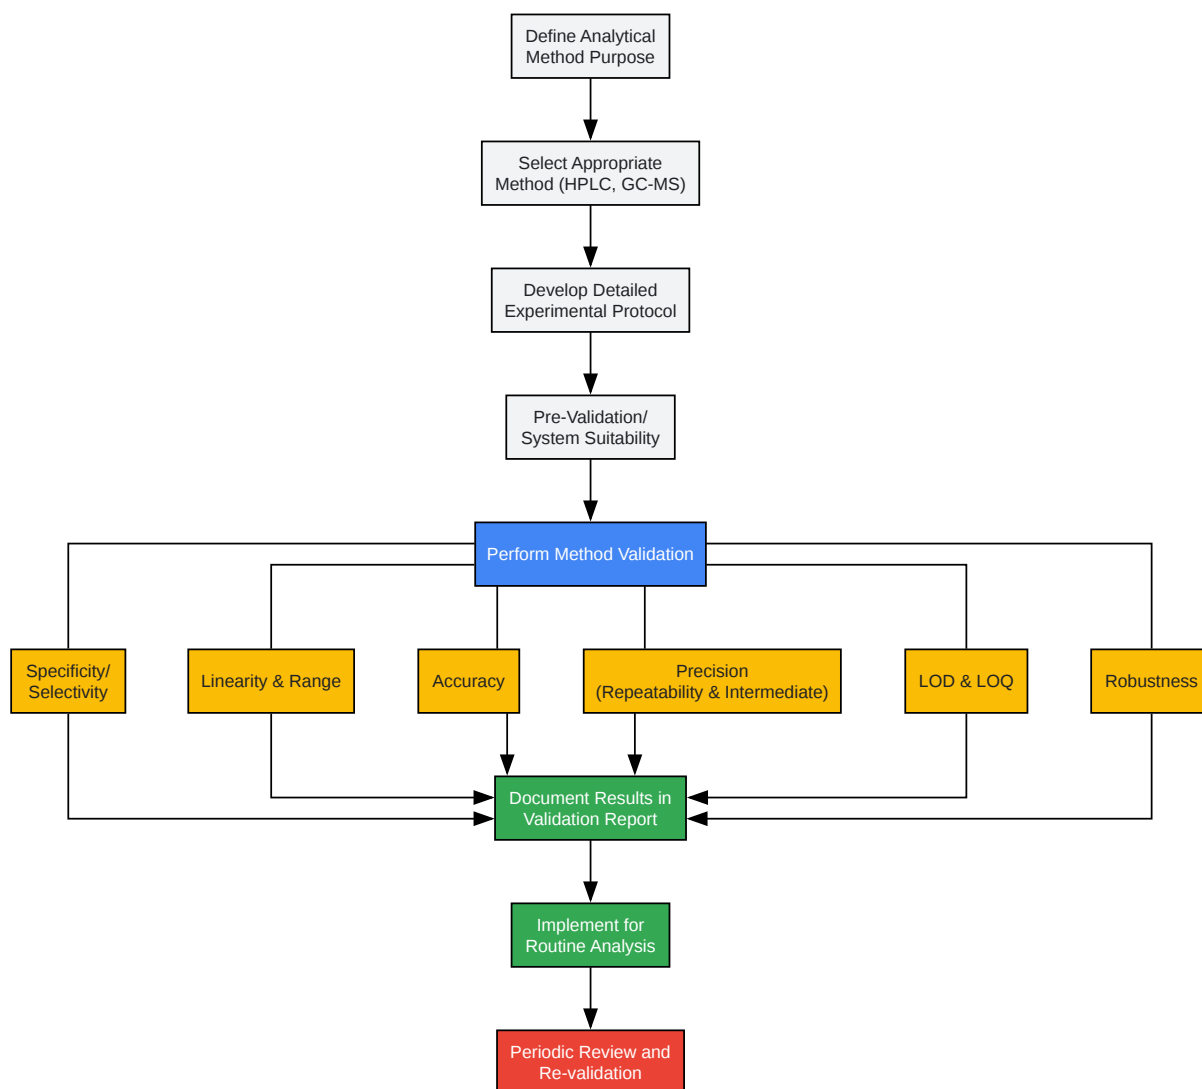 Define Analytical
Method Purpose
Select Appropriate
Method (HPLC, GC-MS)
Develop Detailed
Experimental Protocol
Pre-Validation/
System Suitability
Perform Method Validation
Specificity/
Selectivity
Linearity & Range
Accuracy
Precision
(Repeatability & Intermediate)
LOD & LOQ
Robustness
Document Results in
Validation Report
Implement for
Routine Analysis
Periodic Review and
Re-validation